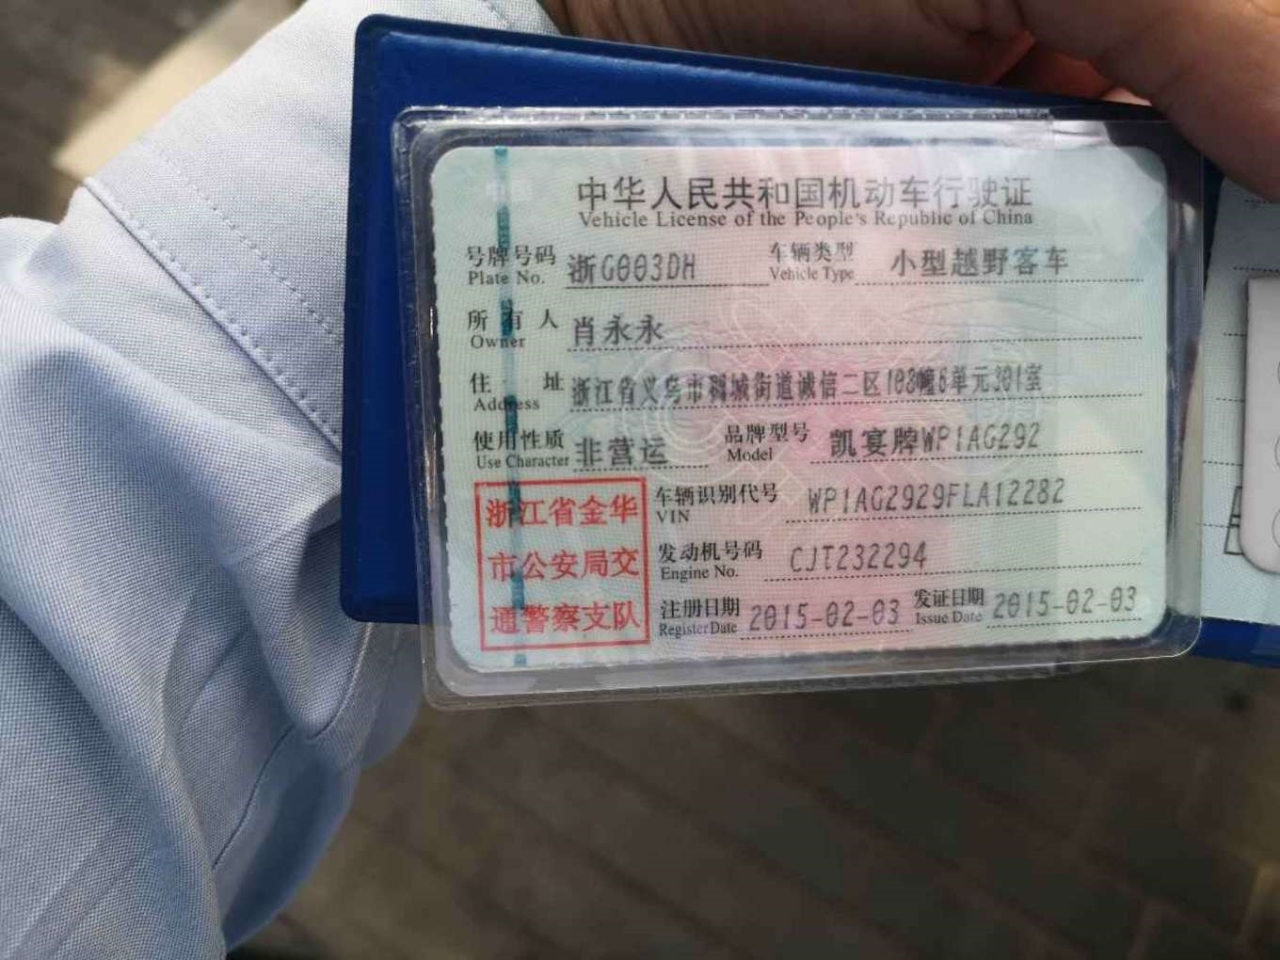 中华人民共和国机动车行驶证
Vehicle License of the People's Republic of China
号牌号码 浙G003DH 车辆类型 小型越野客车
Plate No. Vehicle Type
所有人 肖永永
Owner
住址 浙江省义乌市稠城街道诚信二区103幢6单元301室
Address
使用性质 非营运 品牌型号 凯宴牌WP1AG292
Use Character Model
浙江省金华
市公安局交
通警察支队
车辆识别代号 WP1AG2929FLA12282
VIN
发动机号码 CJT232294
Engine No.
注册日期 2015-02-03 发证日期 2015-02-03
Register Date Issue Date